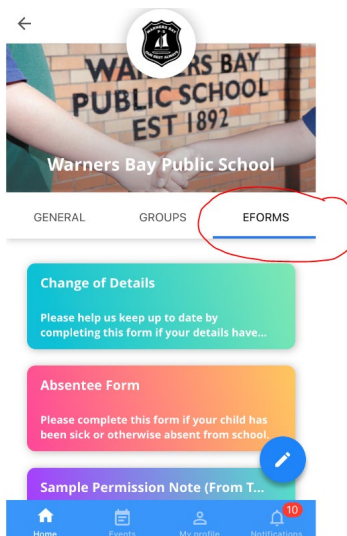 WARNERS BAY
PUBLIC SCHOOL
EST 1892
Warners Bay Public School
GENERAL
GROUPS
EFORMS
Change of Details
Please help us keep up to date by
completing this form if your details have...
Absentee Form
Please complete this form if your child has
been sick or otherwise absent from school.
Sample Permission Note (From T...
10
Home
Events
My profile
Notifications